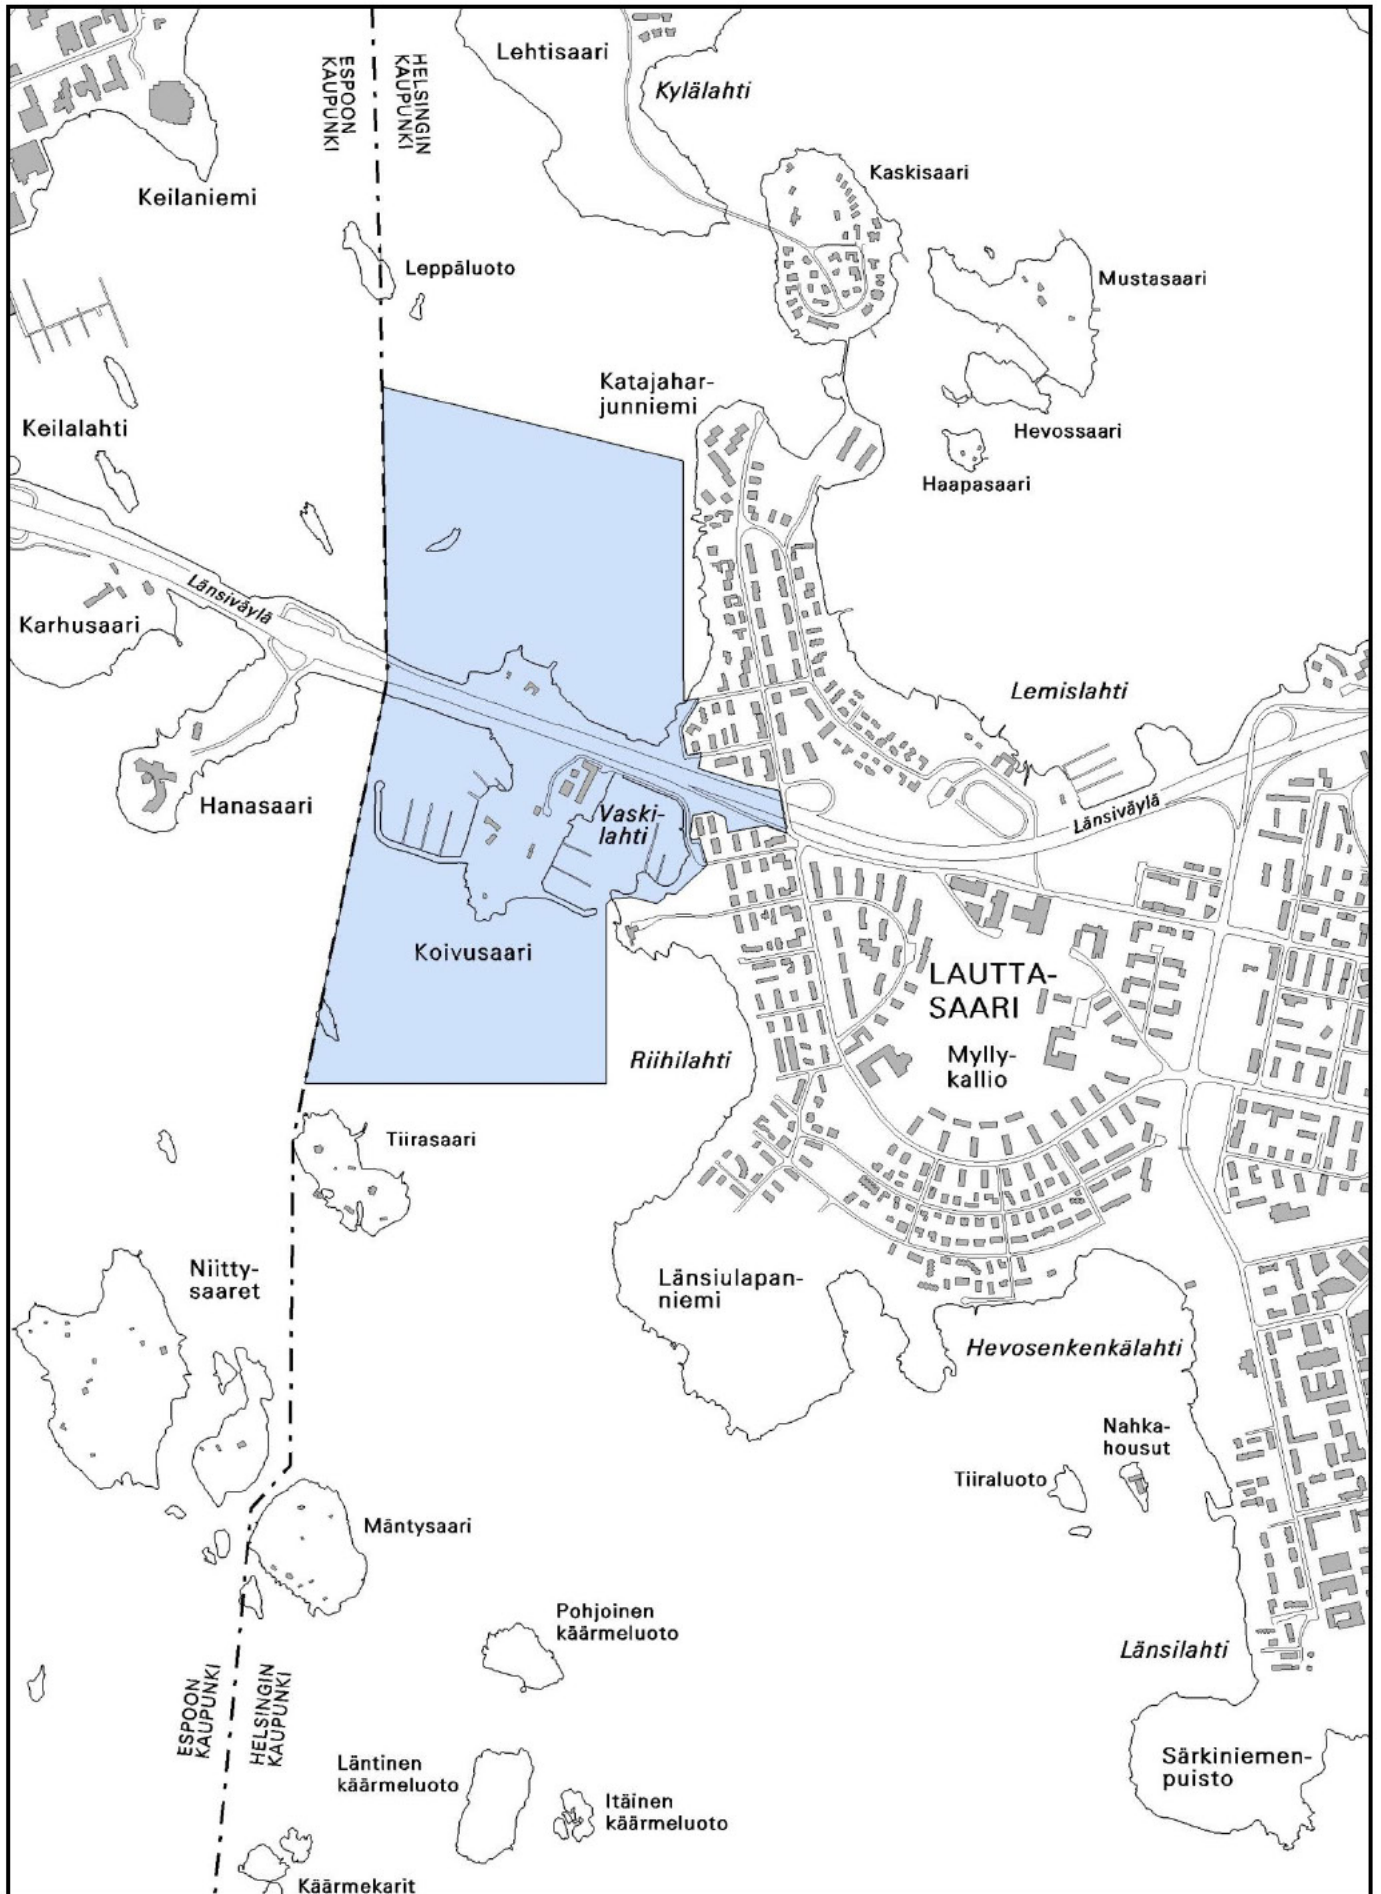 ESPOON
KAUPUNKI
HELSINGIN
KAUPUNKI
Lehtisaari
Kylälahti
Keilaniemi
Kaskisaari
Leppäluoto
Mustasaari
Katajahar-
junniemi
Keilalahti
Hevossaari
Haapasaari
Länsiväylä
Karhusaari
Lemislahti
Hanasaari
Vaski-
lahti
Länsiväylä
Koivusaari
LAUTTA-
SAARI
Riihilahti
Mylly-
kallio
Tiirasaari
Niitty-
saaret
Länsiulapan-
niemi
Hevosenkenkälahti
Nahka-
housut
Tiiraluoto
Mäntysaari
Pohjoinen
käärmeluoto
Länsilahti
ESPOON
KAUPUNKI
HELSINGIN
KAUPUNKI
Läntinen
käärmeluoto
Särkiniemen-
puisto
Itäinen
käärmeluoto
Käärmekarit